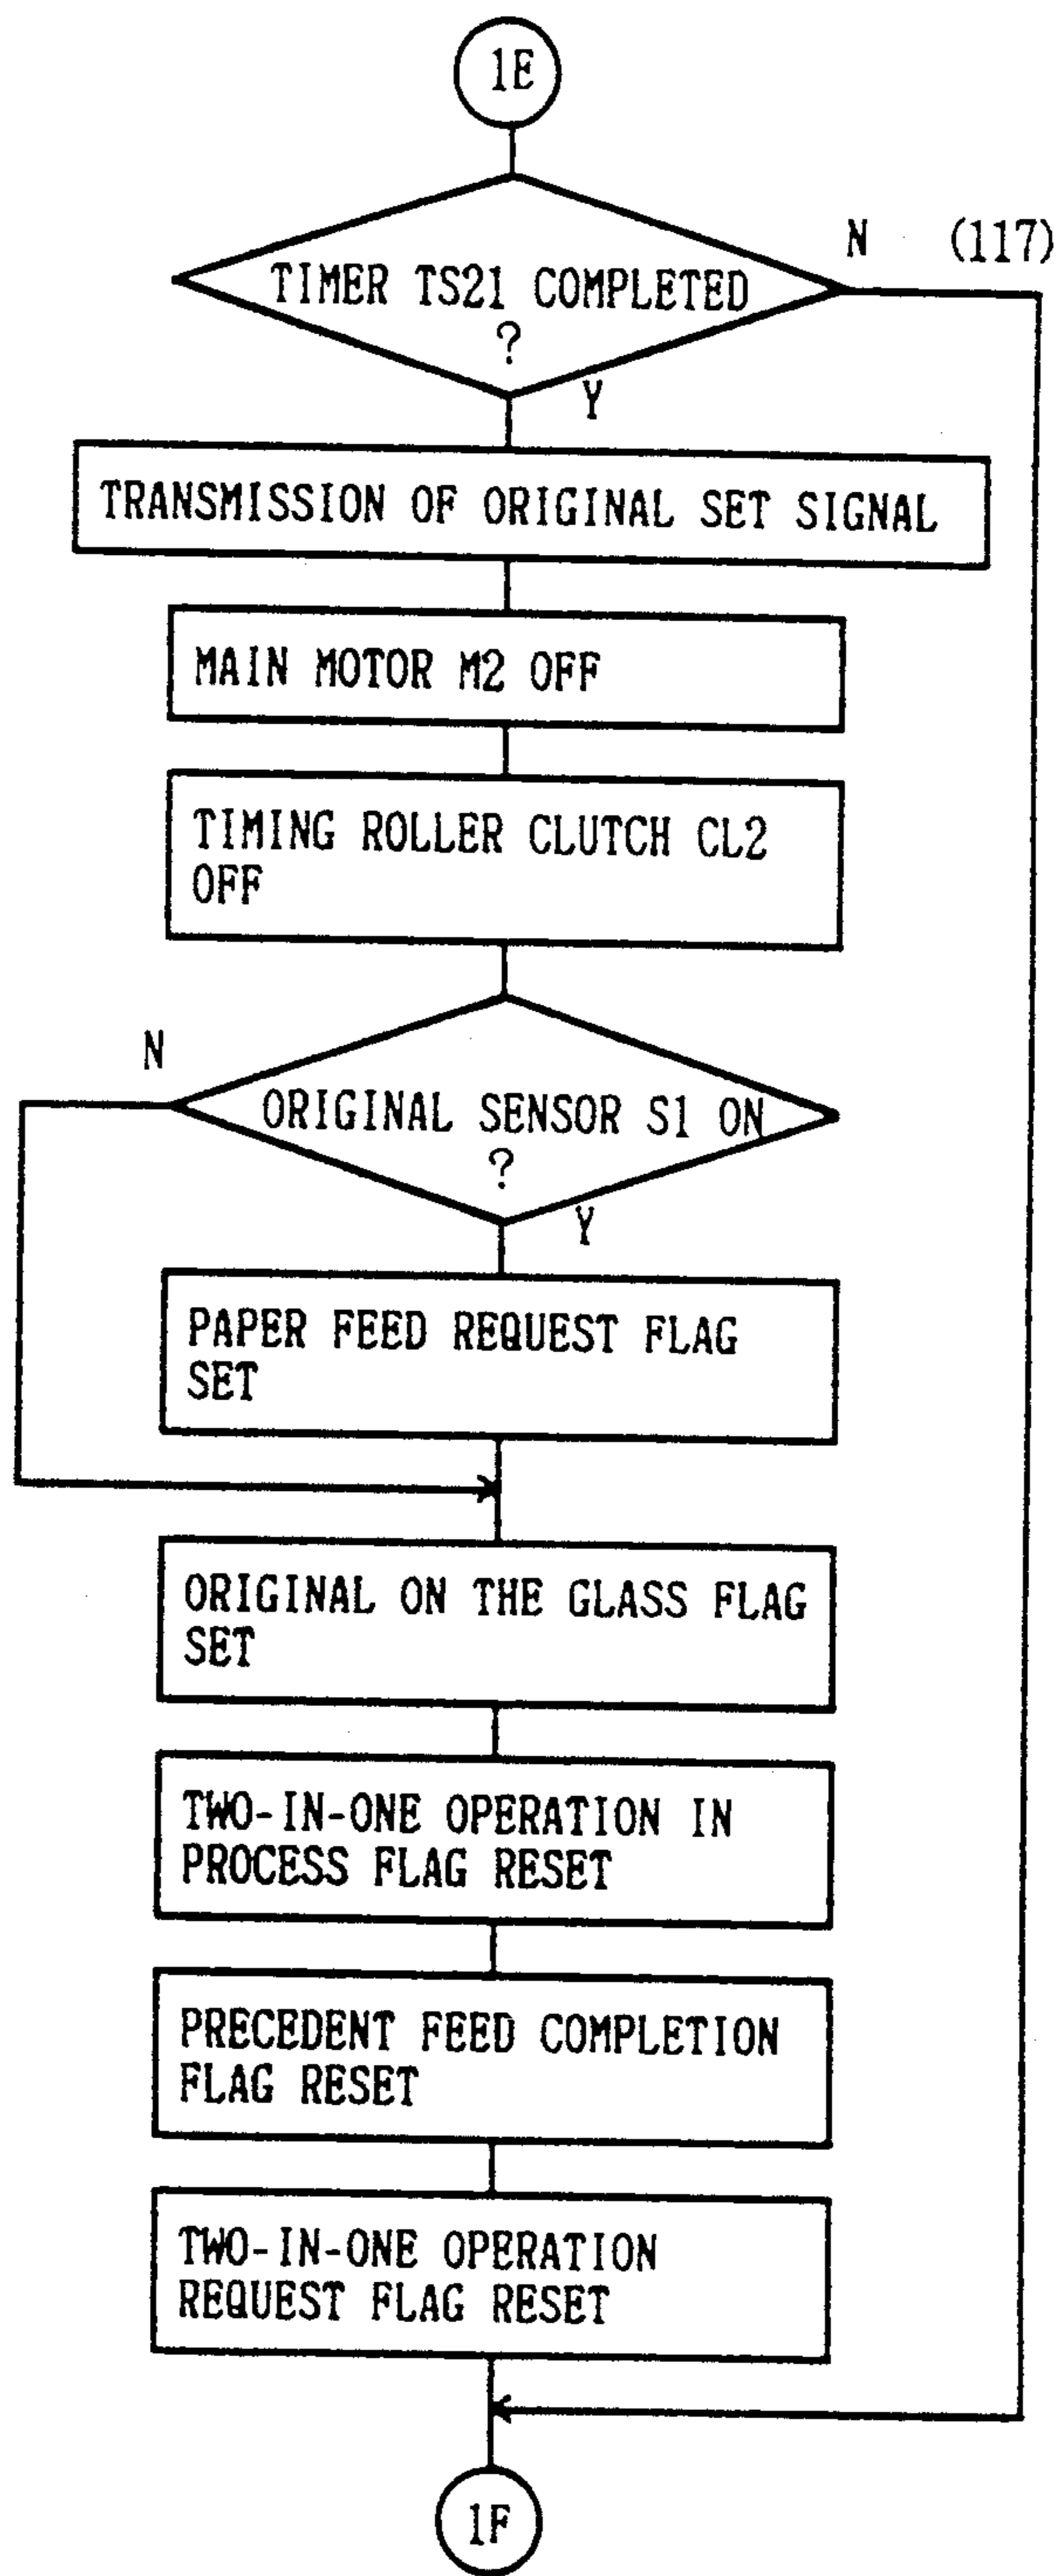 1E
N (117)
TIMER TS21 COMPLETED
?
Y
TRANSMISSION OF ORIGINAL SET SIGNAL
MAIN MOTOR M2 OFF
TIMING ROLLER CLUTCH CL2
OFF
N
ORIGINAL SENSOR S1 ON
?
Y
PAPER FEED REQUEST FLAG
SET
ORIGINAL ON THE GLASS FLAG
SET
TWO-IN-ONE OPERATION IN
PROCESS FLAG RESET
PRECEDENT FEED COMPLETION
FLAG RESET
TWO-IN-ONE OPERATION
REQUEST FLAG RESET
1F